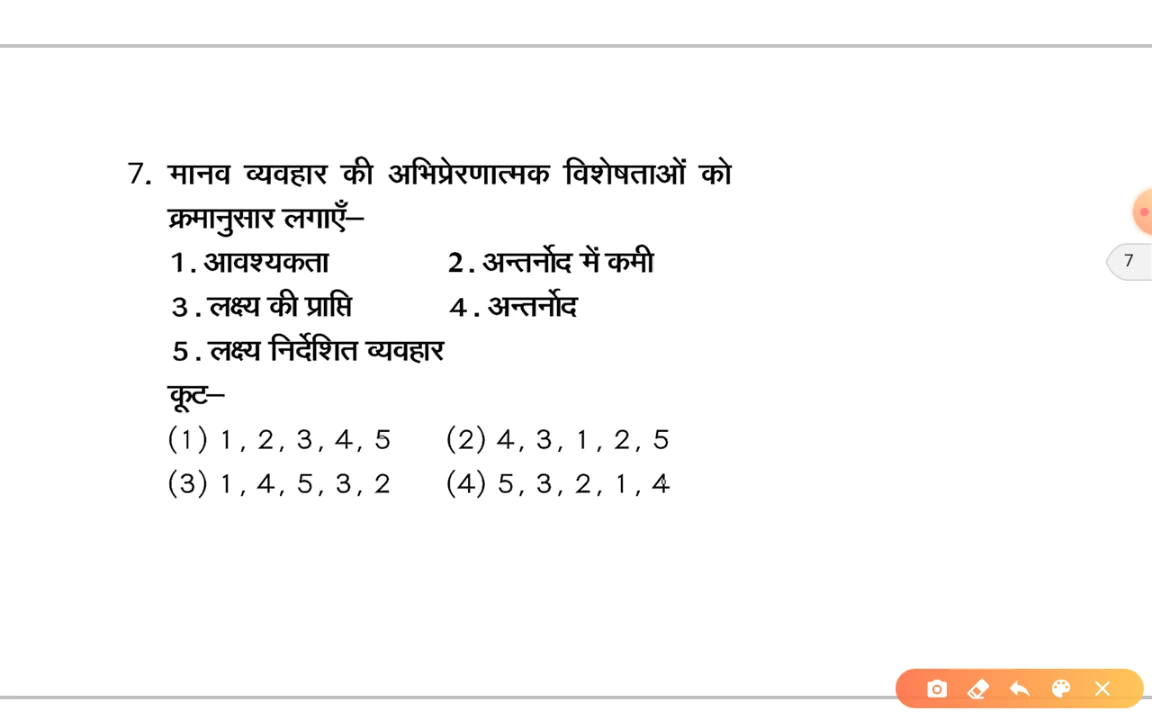 7. मानव व्यवहार की अभिप्रेरणात्मक विशेषताओं को
क्रमानुसार लगाएँ–
1. आवश्यकता 2. अन्तर्नोद में कमी
3. लक्ष्य की प्राप्ति 4. अन्तर्नोद
5. लक्ष्य निर्देशित व्यवहार
कूट–
(1) 1, 2, 3, 4, 5 (2) 4, 3, 1, 2, 5
(3) 1, 4, 5, 3, 2 (4) 5, 3, 2, 1, 4
7